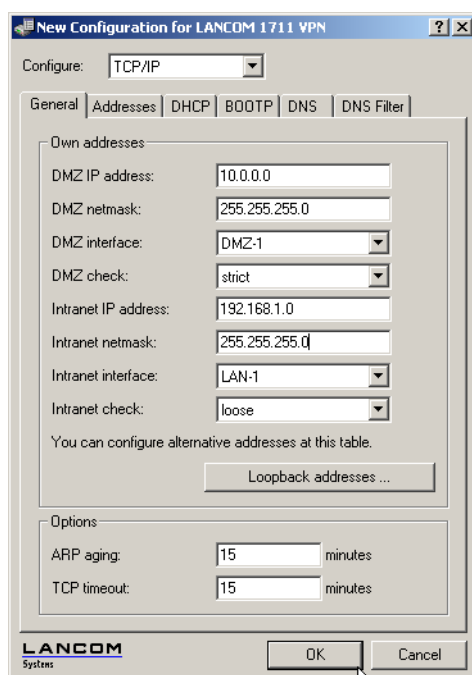 New Configuration for LANCOM 1711 VPN
Configure: TCP/IP
General Addresses DHCP BOOTP DNS DNS Filter
Own addresses
DMZ IP address: 10.0.0.0
DMZ netmask: 255.255.255.0
DMZ interface: DMZ-1
DMZ check: strict
Intranet IP address: 192.168.1.0
Intranet netmask: 255.255.255.0
Intranet interface: LAN-1
Intranet check: loose
You can configure alternative addresses at this table.
Loopback addresses ...
Options
ARP aging: 15 minutes
TCP timeout: 15 minutes
LANCOM
Systems
OK Cancel